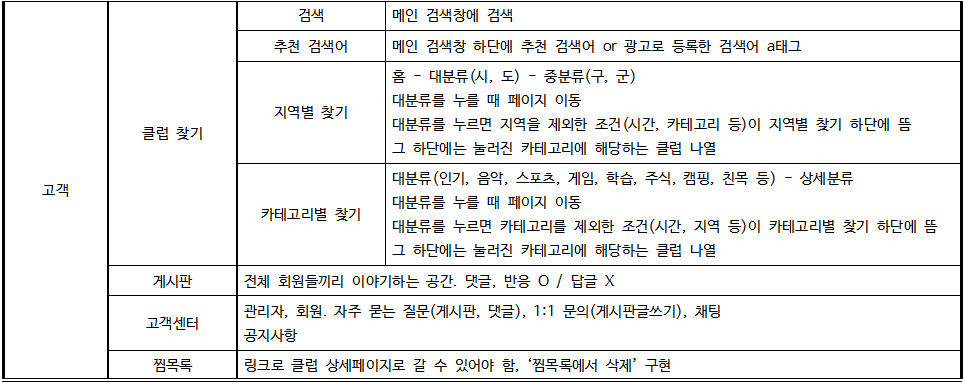 고객
클럽 찾기
검색
메인 검색창에 검색
추천 검색어
메인 검색창 하단에 추천 검색어 or 광고로 등록한 검색어 a태그
지역별 찾기
홈 - 대분류(시, 도) - 중분류(구, 군)
대분류를 누를 때 페이지 이동
대분류를 누르면 지역을 제외한 조건(시간, 카테고리 등)이 지역별 찾기 하단에 뜸
그 하단에는 눌러진 카테고리에 해당하는 클럽 나열
카테고리별 찾기
대분류(인기, 음악, 스포츠, 게임, 학습, 주식, 캠핑, 친목 등) - 상세분류
대분류를 누를 때 페이지 이동
대분류를 누르면 카테고리를 제외한 조건(시간, 지역 등)이 카테고리별 찾기 하단에 뜸
그 하단에는 눌러진 카테고리에 해당하는 클럽 나열
게시판
전체 회원들끼리 이야기하는 공간. 댓글, 반응 O / 답글 X
고객센터
관리자, 회원. 자주 묻는 질문(게시판, 댓글), 1:1 문의(게시판글쓰기), 채팅
공지사항
찜목록
링크로 클럽 상세페이지로 갈 수 있어야 함, ‘찜목록에서 삭제’ 구현